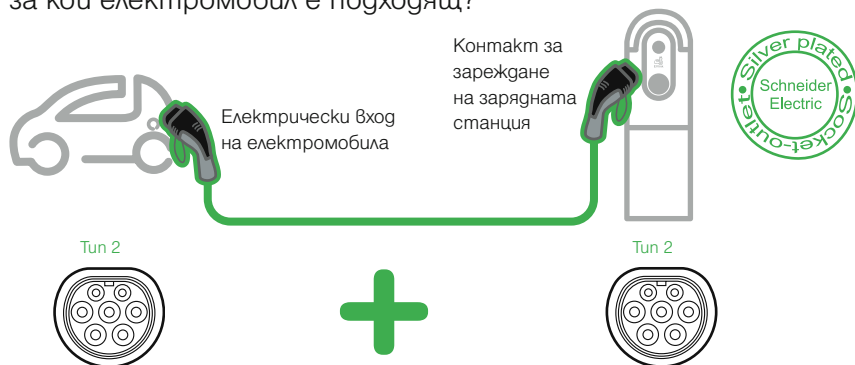 за кой електромобил е подходящ?
Контакт за
зареждане
на зарядната
станция
Електрически вход
на електромобила
Silver plated
Schneider
Electric
Socket-outlet
Тип 2
Тип 2